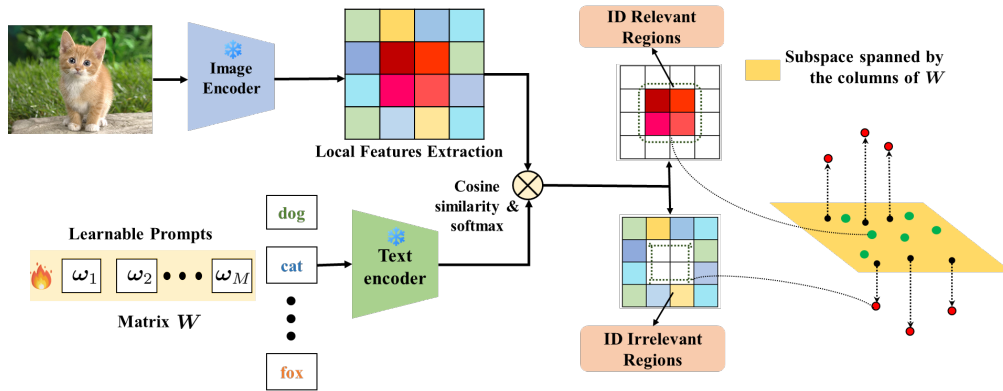 Image
Encoder
Local Features Extraction
ID Relevant
Regions
Subspace spanned by
the columns of W
Cosine
similarity &
softmax
Learnable Prompts
ω1 ω2 ωM
Matrix W
dog
cat
fox
Text
encoder
ID Irrelevant
Regions